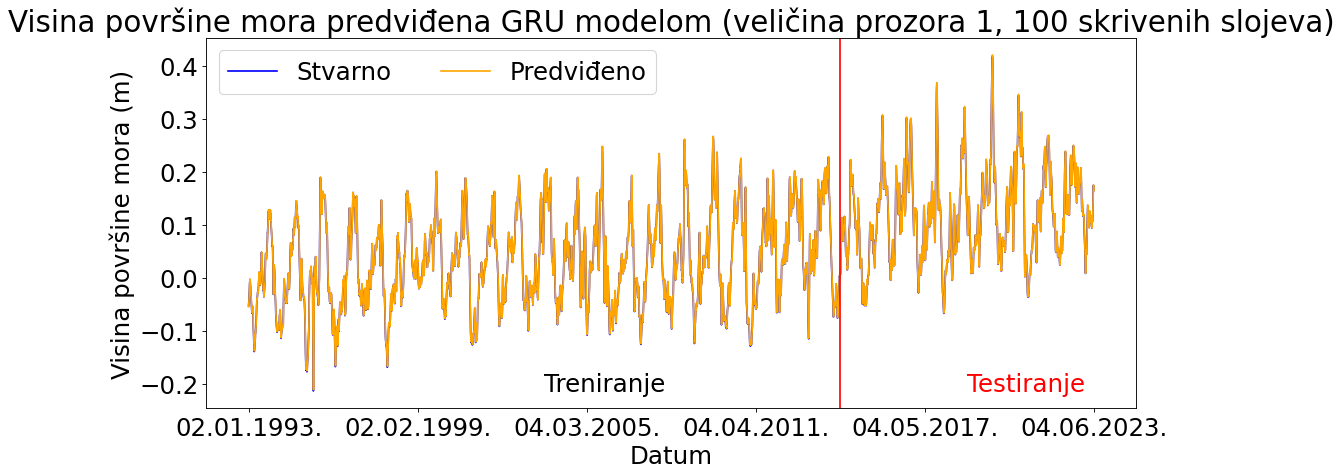 Visina površine mora predviđena GRU modelom (veličina prozora 1, 100 skrivenih slojeva)
Stvarno
Predviđeno
Visina površine mora (m)
0.4
0.3
0.2
0.1
0.0
−0.1
−0.2
Treniranje
Testiranje
02.01.1993.
02.02.1999.
04.03.2005.
04.04.2011.
04.05.2017.
04.06.2023.
Datum